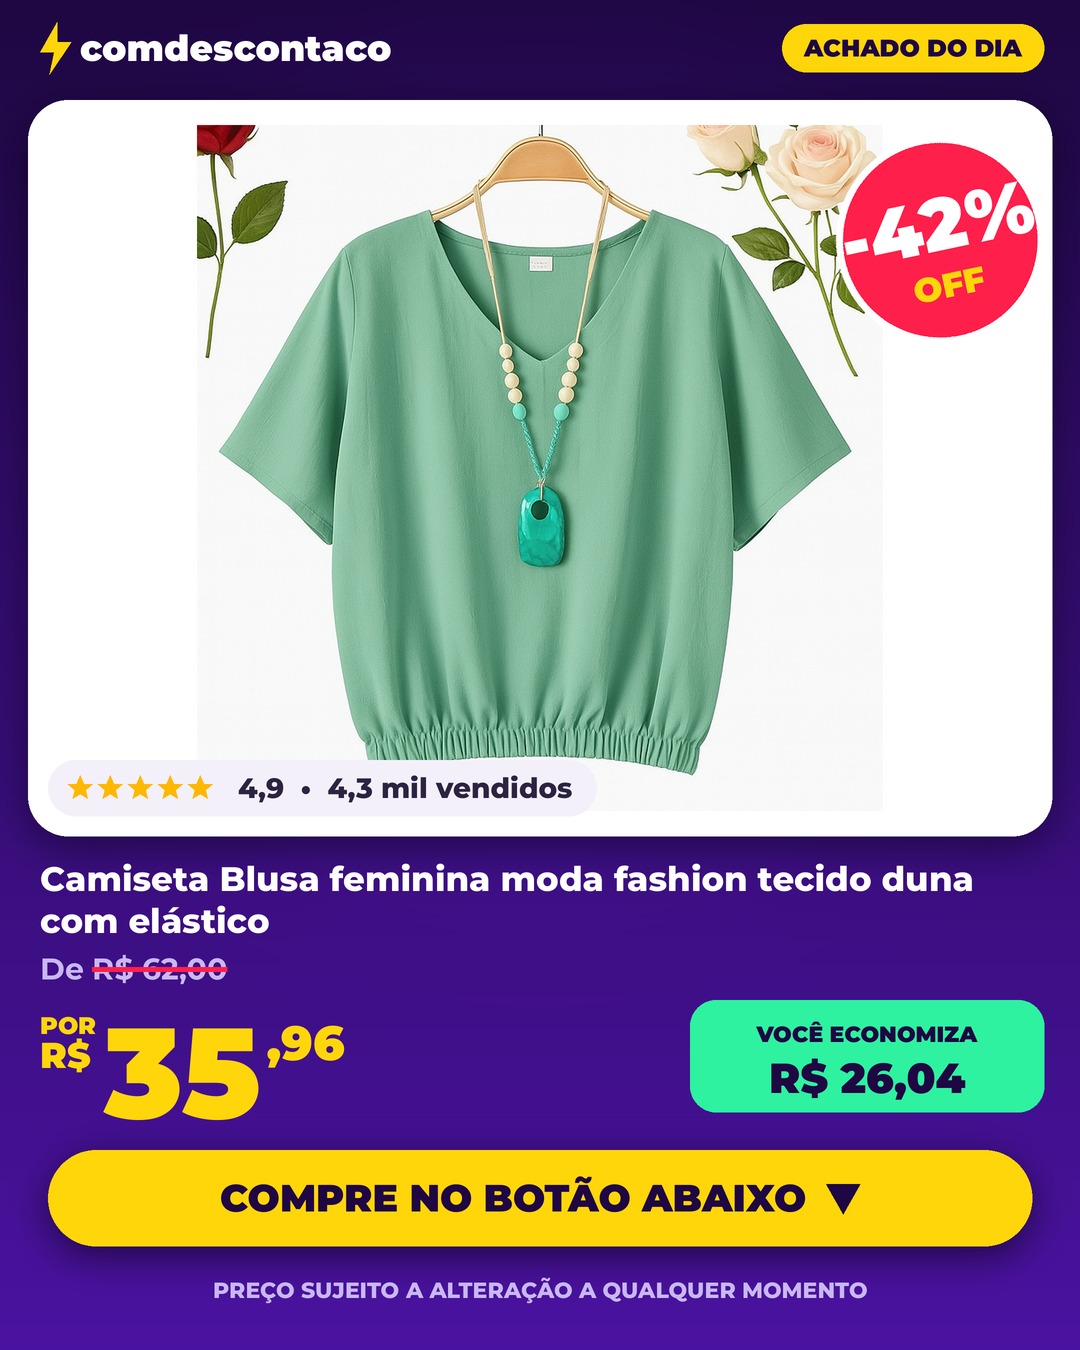 comdescontaco
ACHADO DO DIA
-42%
OFF
★★★★★ 4,9 • 4,3 mil vendidos
Camiseta Blusa feminina moda fashion tecido duna
com elástico
De R$ 62,00
POR
R$ 35,96
VOCÊ ECONOMIZA
R$ 26,04
COMPRE NO BOTÃO ABAIXO ▼
PREÇO SUJEITO A ALTERAÇÃO A QUALQUER MOMENTO